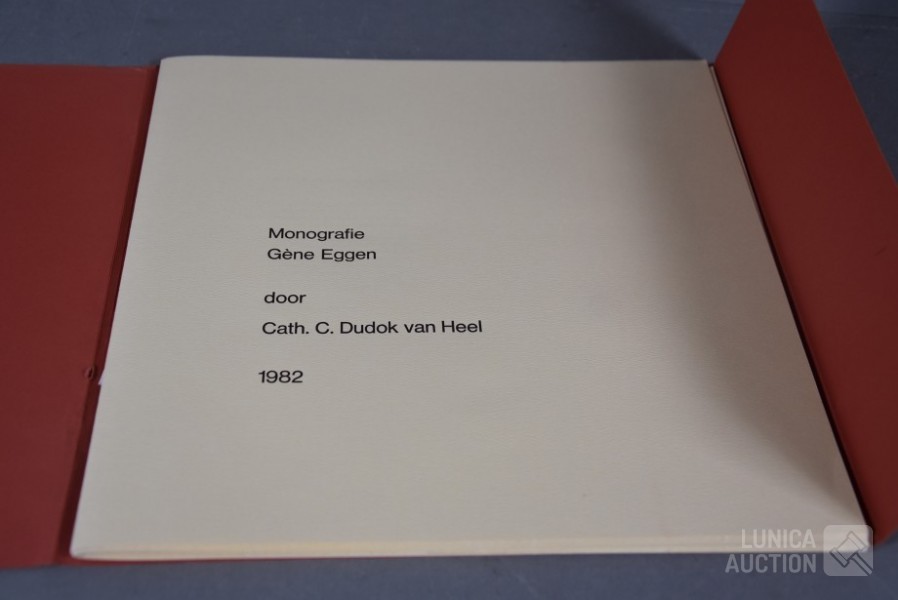 Monografie
Gène Eggen
door
Cath. C. Dudok van Heel
1982
LUNICA
AUCTION